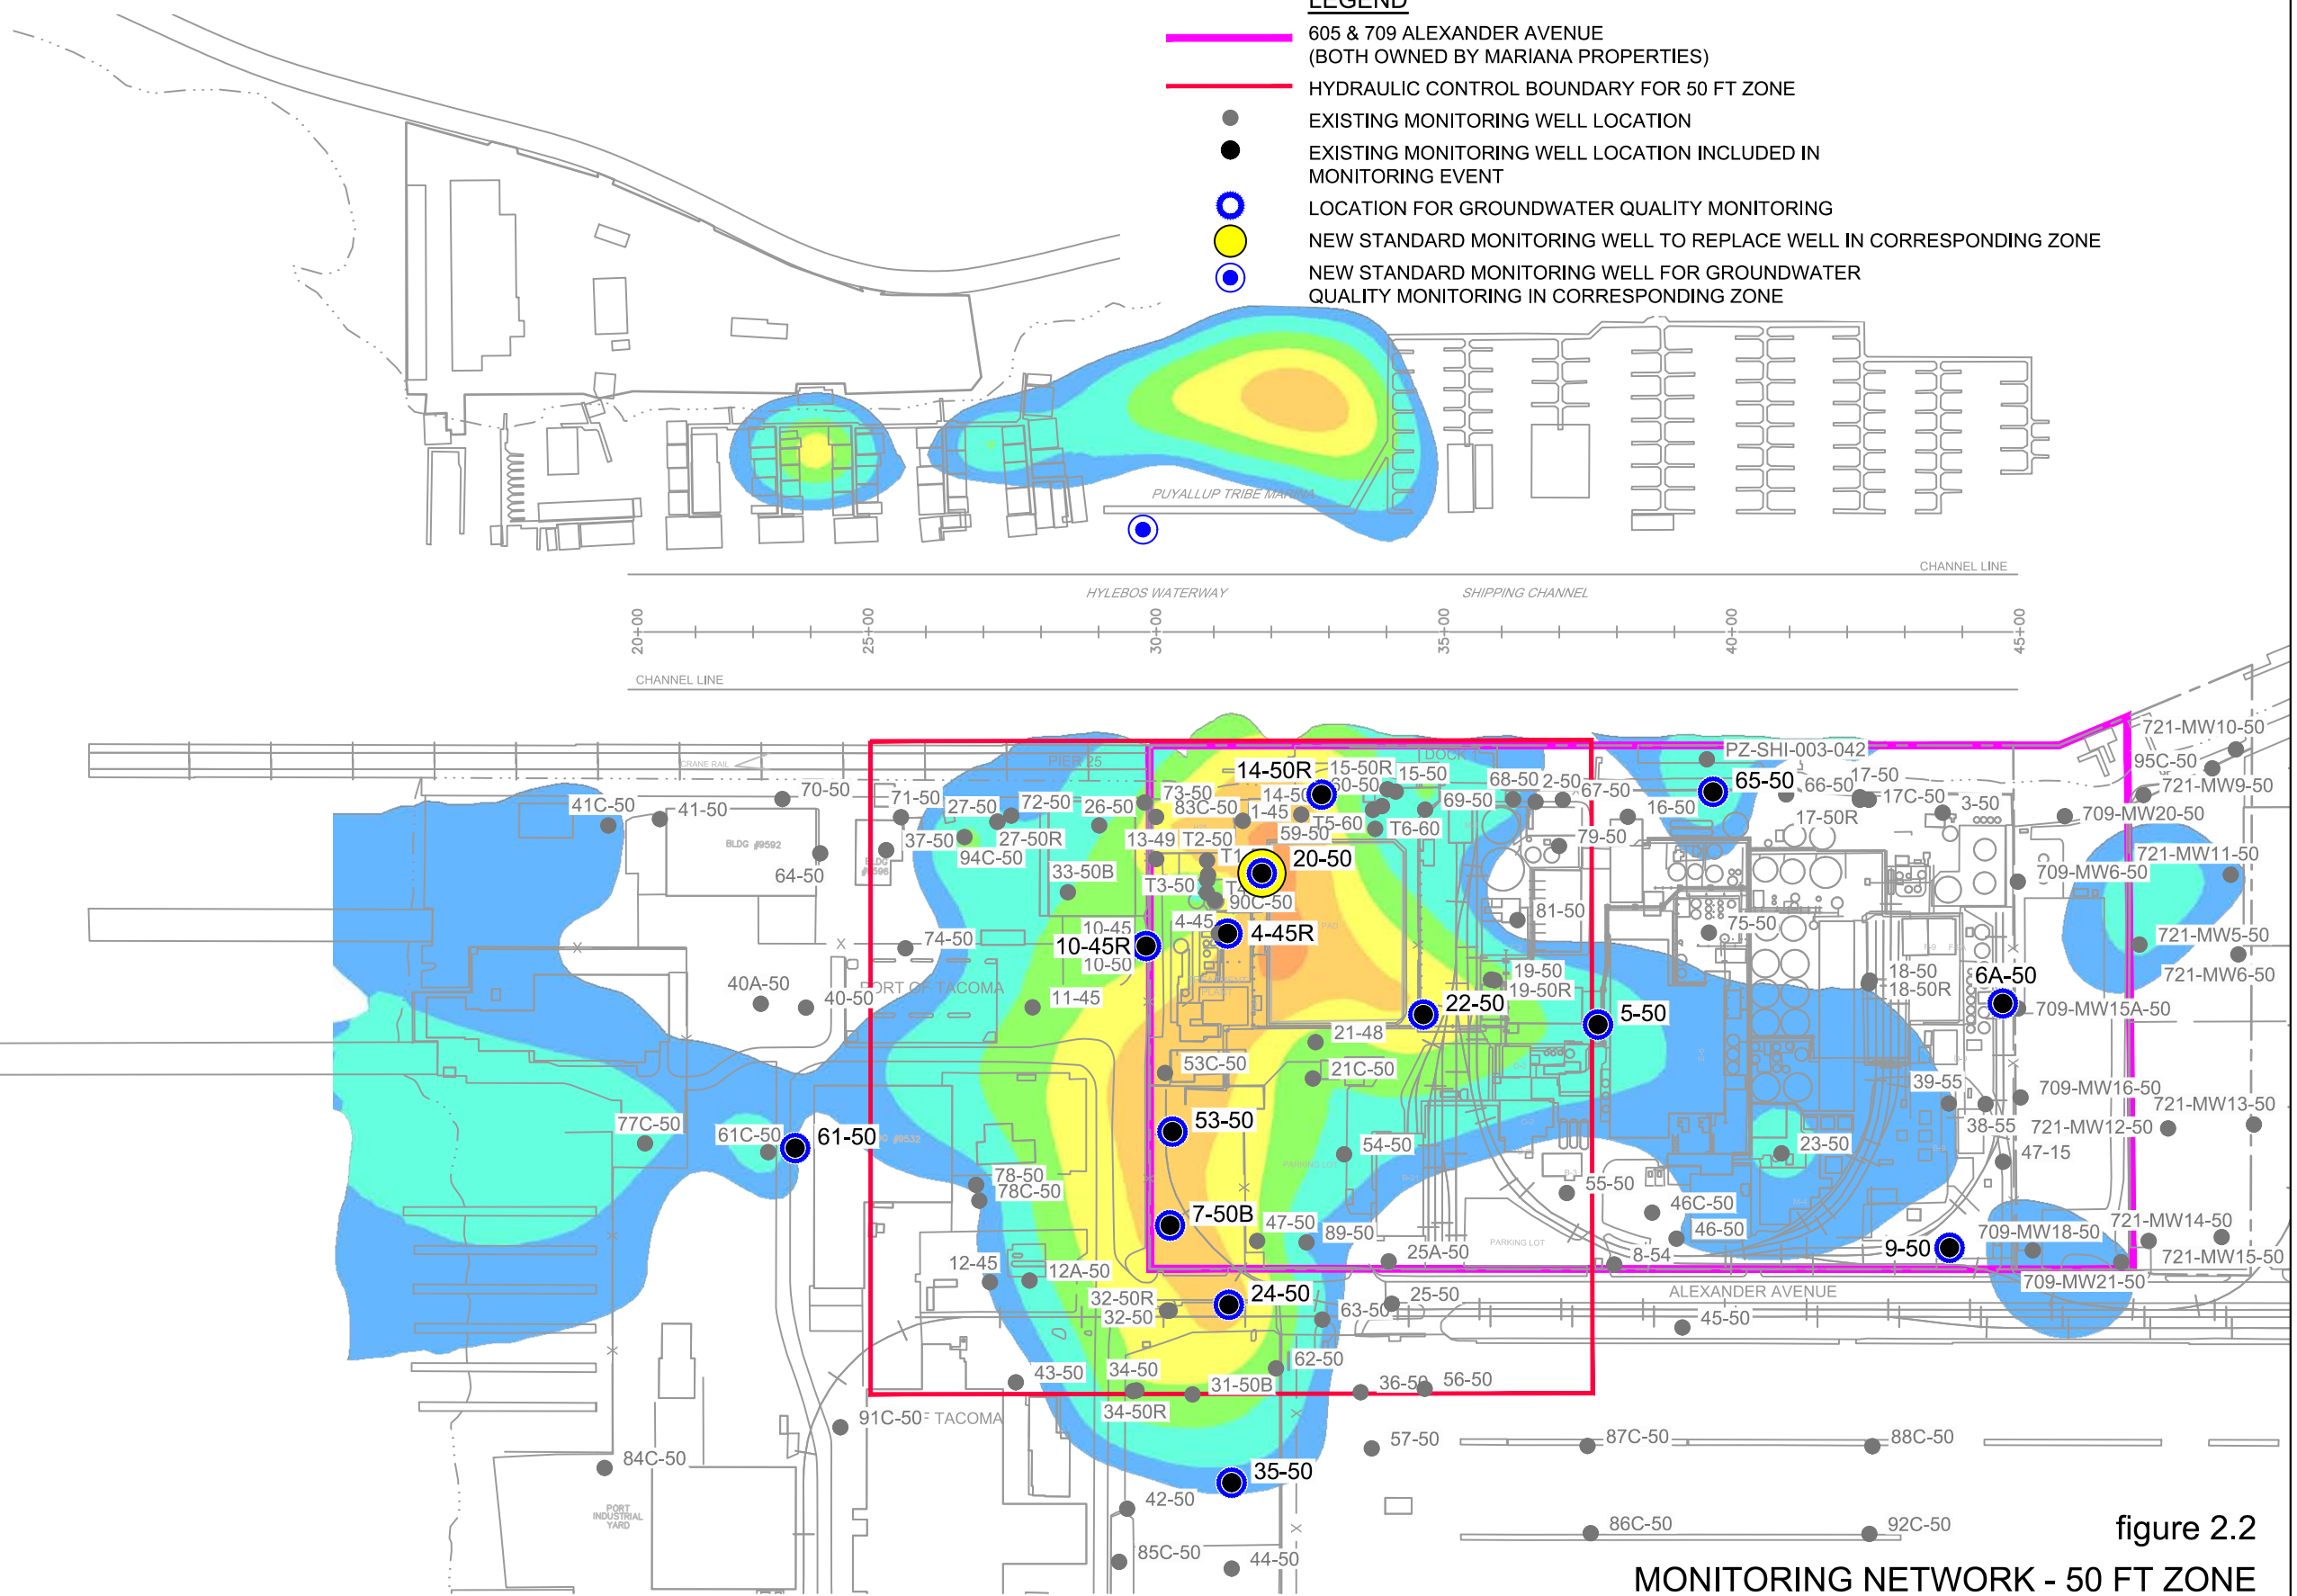 LEGEND
605 & 709 ALEXANDER AVENUE
(BOTH OWNED BY MARIANA PROPERTIES)
HYDRAULIC CONTROL BOUNDARY FOR 50 FT ZONE
EXISTING MONITORING WELL LOCATION
EXISTING MONITORING WELL LOCATION INCLUDED IN
MONITORING EVENT
LOCATION FOR GROUNDWATER QUALITY MONITORING
NEW STANDARD MONITORING WELL TO REPLACE WELL IN CORRESPONDING ZONE
NEW STANDARD MONITORING WELL FOR GROUNDWATER
QUALITY MONITORING IN CORRESPONDING ZONE
PUYALLUP TRIBE MARINA
CHANNEL LINE
HYLEBOS WATERWAY
SHIPPING CHANNEL
20+00
25+00
30+00
35+00
40+00
45+00
CHANNEL LINE
721-MW10-50
PZ-SHI-003-042
95C-50
721-MW9-50
CRANE RAIL
PIER 25
DOCK 1
14-50R
15-50R
15-50
60-50
14-50
68-50
2-50
67-50
65-50
66-50
17-50
17C-50
3-50
17-50R
16-50
709-MW20-50
70-50
41C-50
41-50
71-50
27-50
72-50
26-50
27-50R
73-50
83C-50
1-45
59-50
T5-60
T6-60
69-50
79-50
BLDG #9592
64-50
37-50
94C-50
13-49
T2-50
20-50
721-MW11-50
709-MW6-50
33-50B
T3-50
90C-50
81-50
75-50
74-50
10-45
10-45R
10-50
4-45
4-45R
PAD
721-MW5-50
721-MW6-50
40A-50
40-50
PORT OF TACOMA
11-45
19-50
19-50R
18-50
18-50R
6A-50
709-MW15A-50
22-50
5-50
21-48
53C-50
21C-50
39-55
709-MW16-50
721-MW13-50
38-55
721-MW12-50
77C-50
61C-50
61-50
53-50
54-50
PARKING LOT
23-50
47-15
78-50
78C-50
55-50
46C-50
46-50
7-50B
47-50
89-50
25A-50
PARKING LOT
8-54
9-50
709-MW18-50
721-MW14-50
721-MW15-50
709-MW21-50
12-45
12A-50
32-50R
32-50
24-50
63-50
25-50
ALEXANDER AVENUE
45-50
43-50
34-50
34-50R
31-50B
62-50
36-50
56-50
91C-50
TACOMA
84C-50
57-50
87C-50
88C-50
35-50
42-50
PORT
INDUSTRIAL
YARD
85C-50
44-50
86C-50
92C-50
figure 2.2
MONITORING NETWORK - 50 FT ZONE